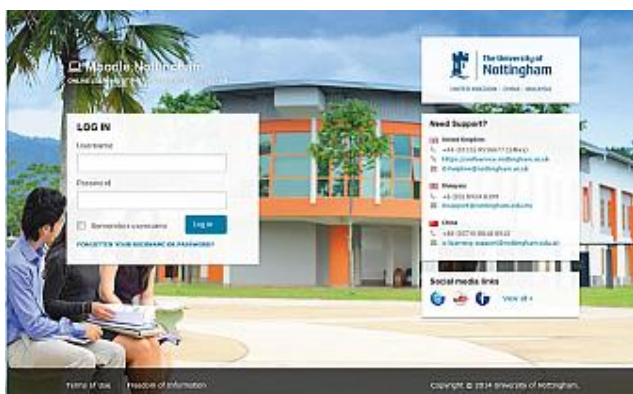 Moodle Nottingham
LOG IN
Username
Password
Remember username
Log in
FORGOTTEN YOUR USERNAME OR PASSWORD?
The University of
Nottingham
UNITED KINGDOM · CHINA · MALAYSIA
Need Support?
United Kingdom
Malaysia
China
Social media links
View all
Terms of Use
Freedom of Information
Copyright © 2014 University of Nottingham.